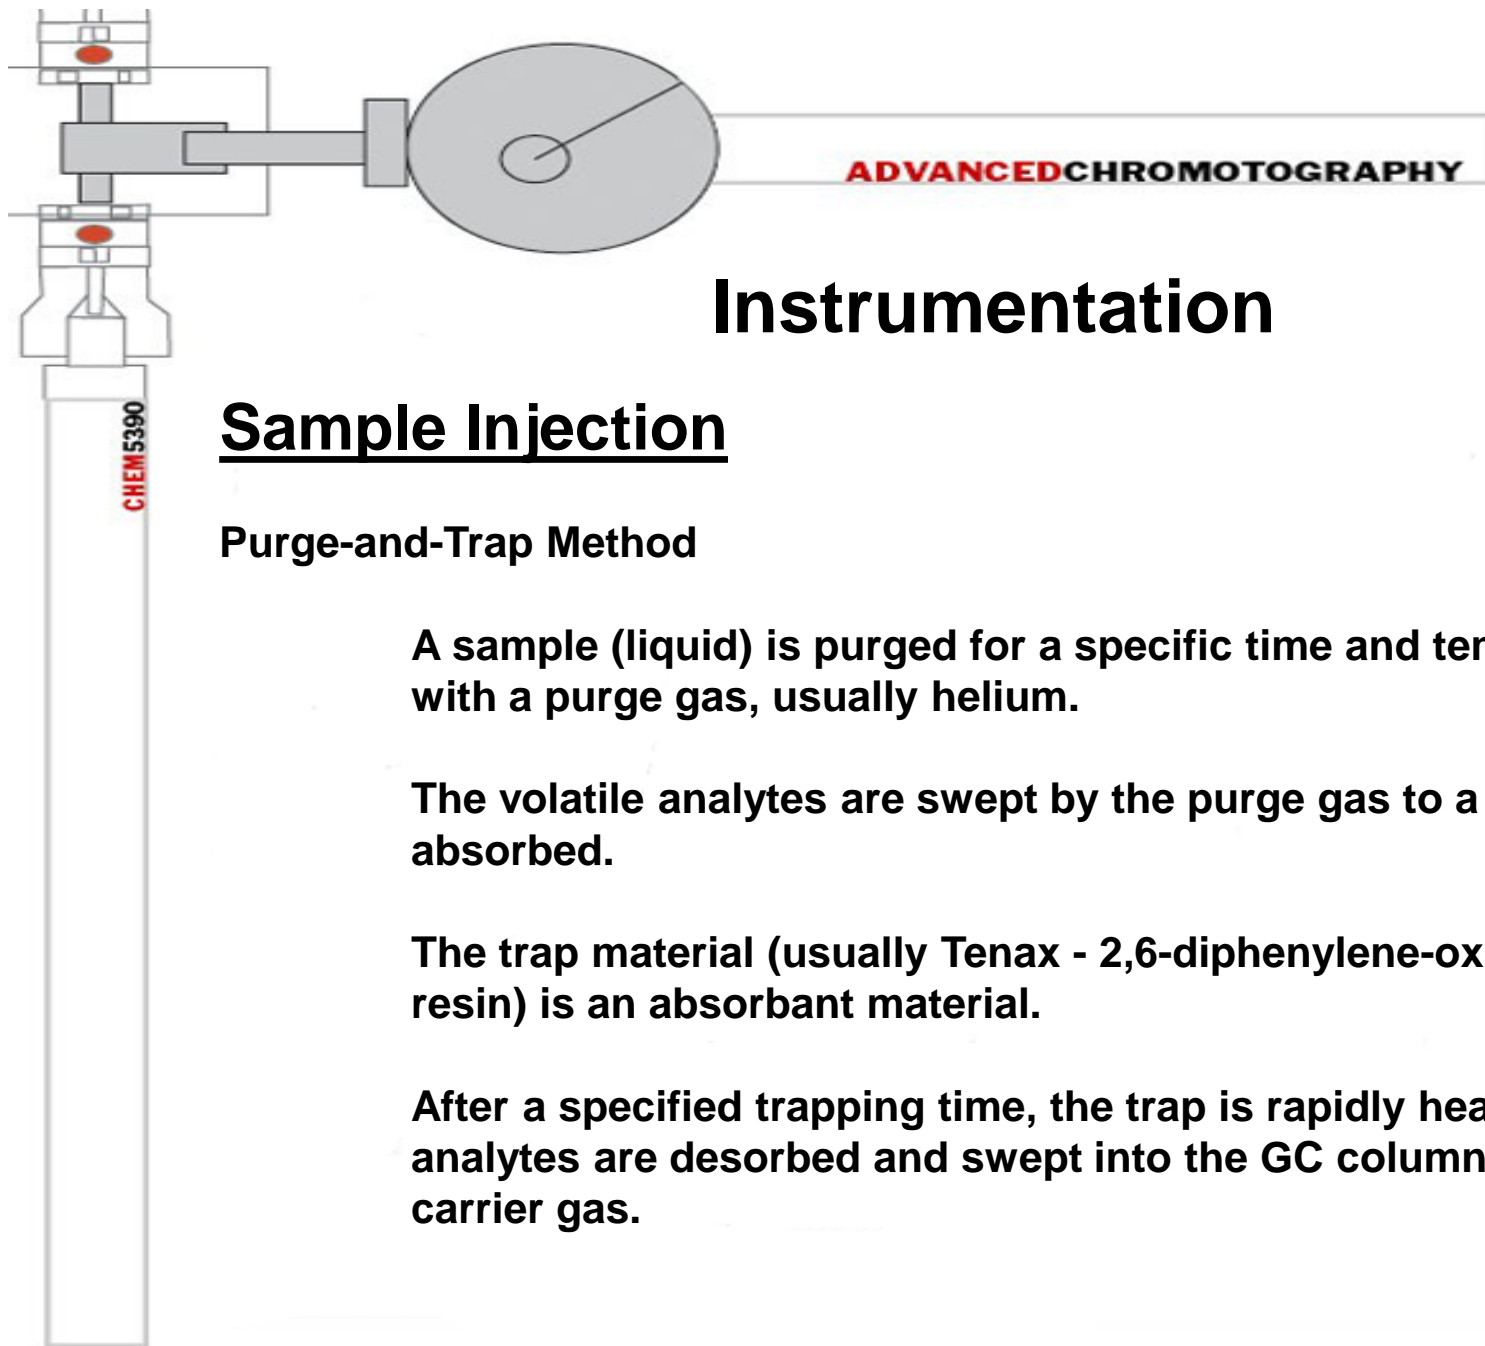 ADVANCEDCHROMOTOGRAPHY
Instrumentation
CHEM5390
Sample Injection
Purge-and-Trap Method
A sample (liquid) is purged for a specific time and
with a purge gas, usually helium.
The volatile analytes are swept by the purge gas to a
absorbed.
The trap material (usually Tenax - 2,6-diphenylene-ox
resin) is an absorbant material.
After a specified trapping time, the trap is rapidly
analytes are desorbed and swept into the GC column
carrier gas.